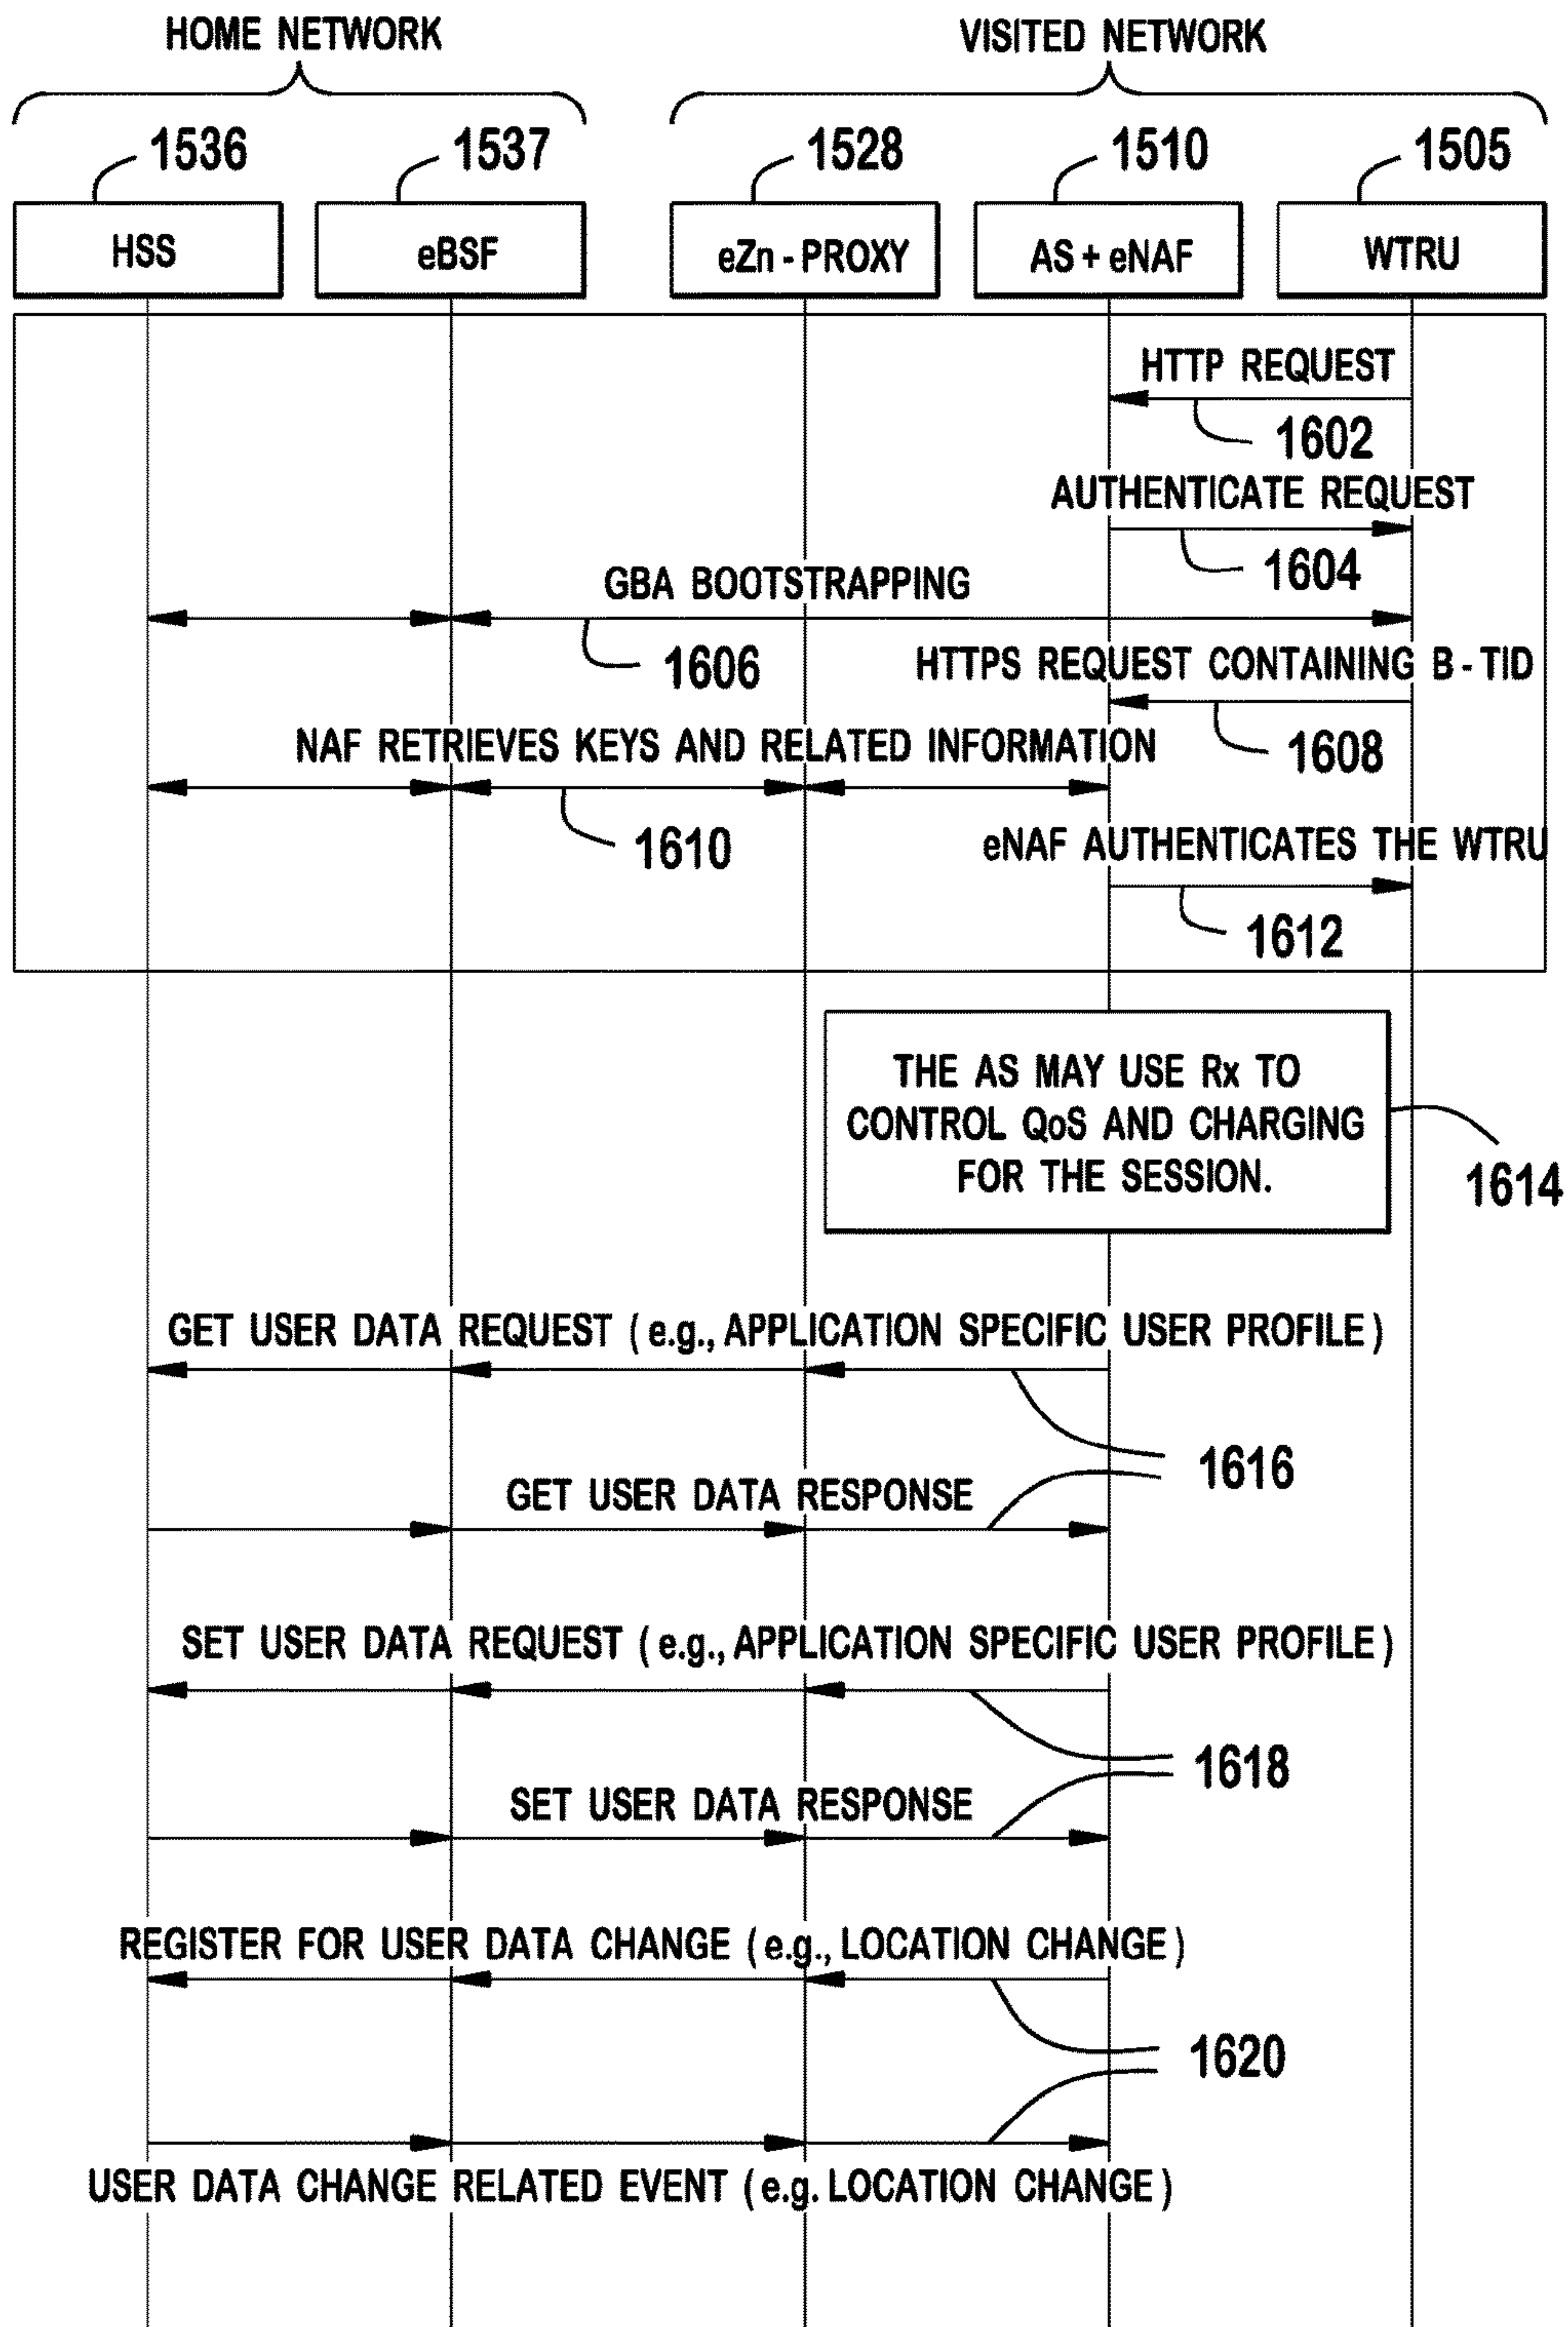 HOME NETWORK
VISITED NETWORK
1536
1537
1528
1510
1505
HSS
eBSF
eZn - PROXY
AS + eNAF
WTRU
HTTP REQUEST
1602
AUTHENTICATE REQUEST
1604
GBA BOOTSTRAPPING
1606
HTTPS REQUEST CONTAINING B - TID
1608
NAF RETRIEVES KEYS AND RELATED INFORMATION
1610
eNAF AUTHENTICATES THE WTRU
1612
THE AS MAY USE Rx TO
CONTROL QoS AND CHARGING
FOR THE SESSION.
1614
GET USER DATA REQUEST ( e.g., APPLICATION SPECIFIC USER PROFILE )
1616
GET USER DATA RESPONSE
SET USER DATA REQUEST ( e.g., APPLICATION SPECIFIC USER PROFILE )
1618
SET USER DATA RESPONSE
REGISTER FOR USER DATA CHANGE ( e.g., LOCATION CHANGE )
1620
USER DATA CHANGE RELATED EVENT ( e.g. LOCATION CHANGE )